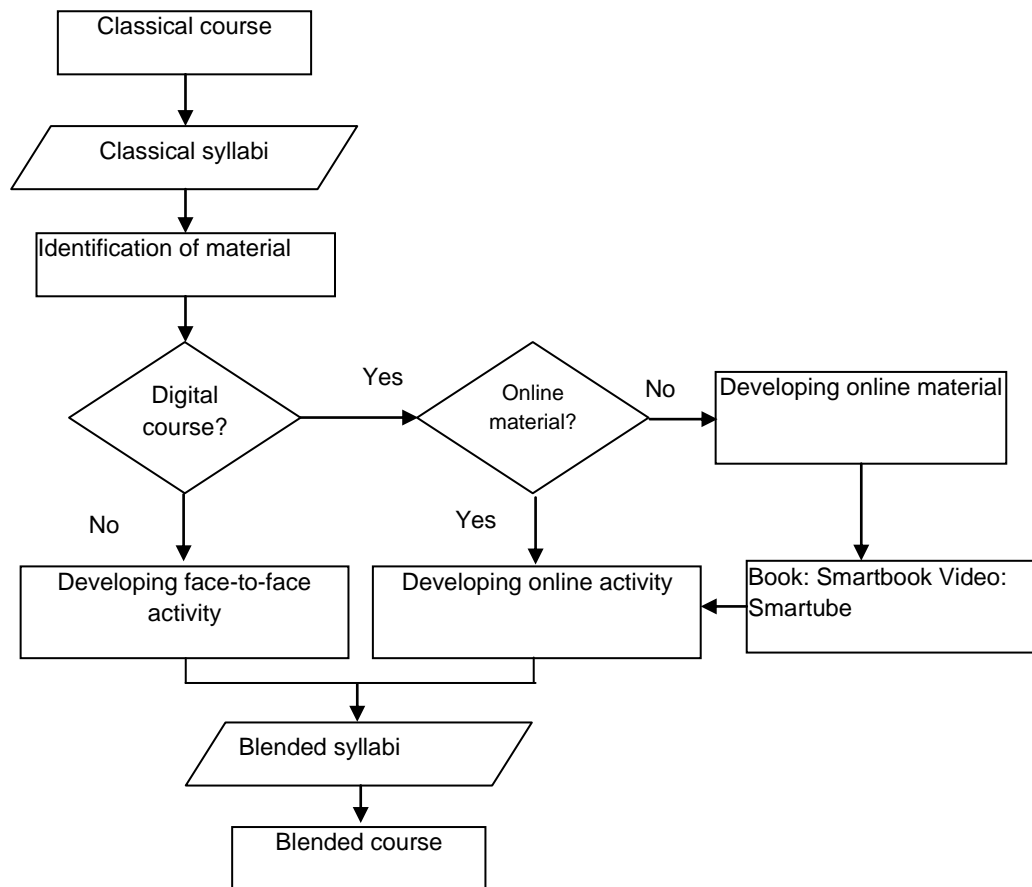 Classical course
Classical syllabi
Identification of material
Digital
course?
Yes
Online
material?
No
Developing online material
No
Yes
Developing face-to-face
activity
Developing online activity
Book: Smartbook Video:
Smartube
Blended syllabi
Blended course